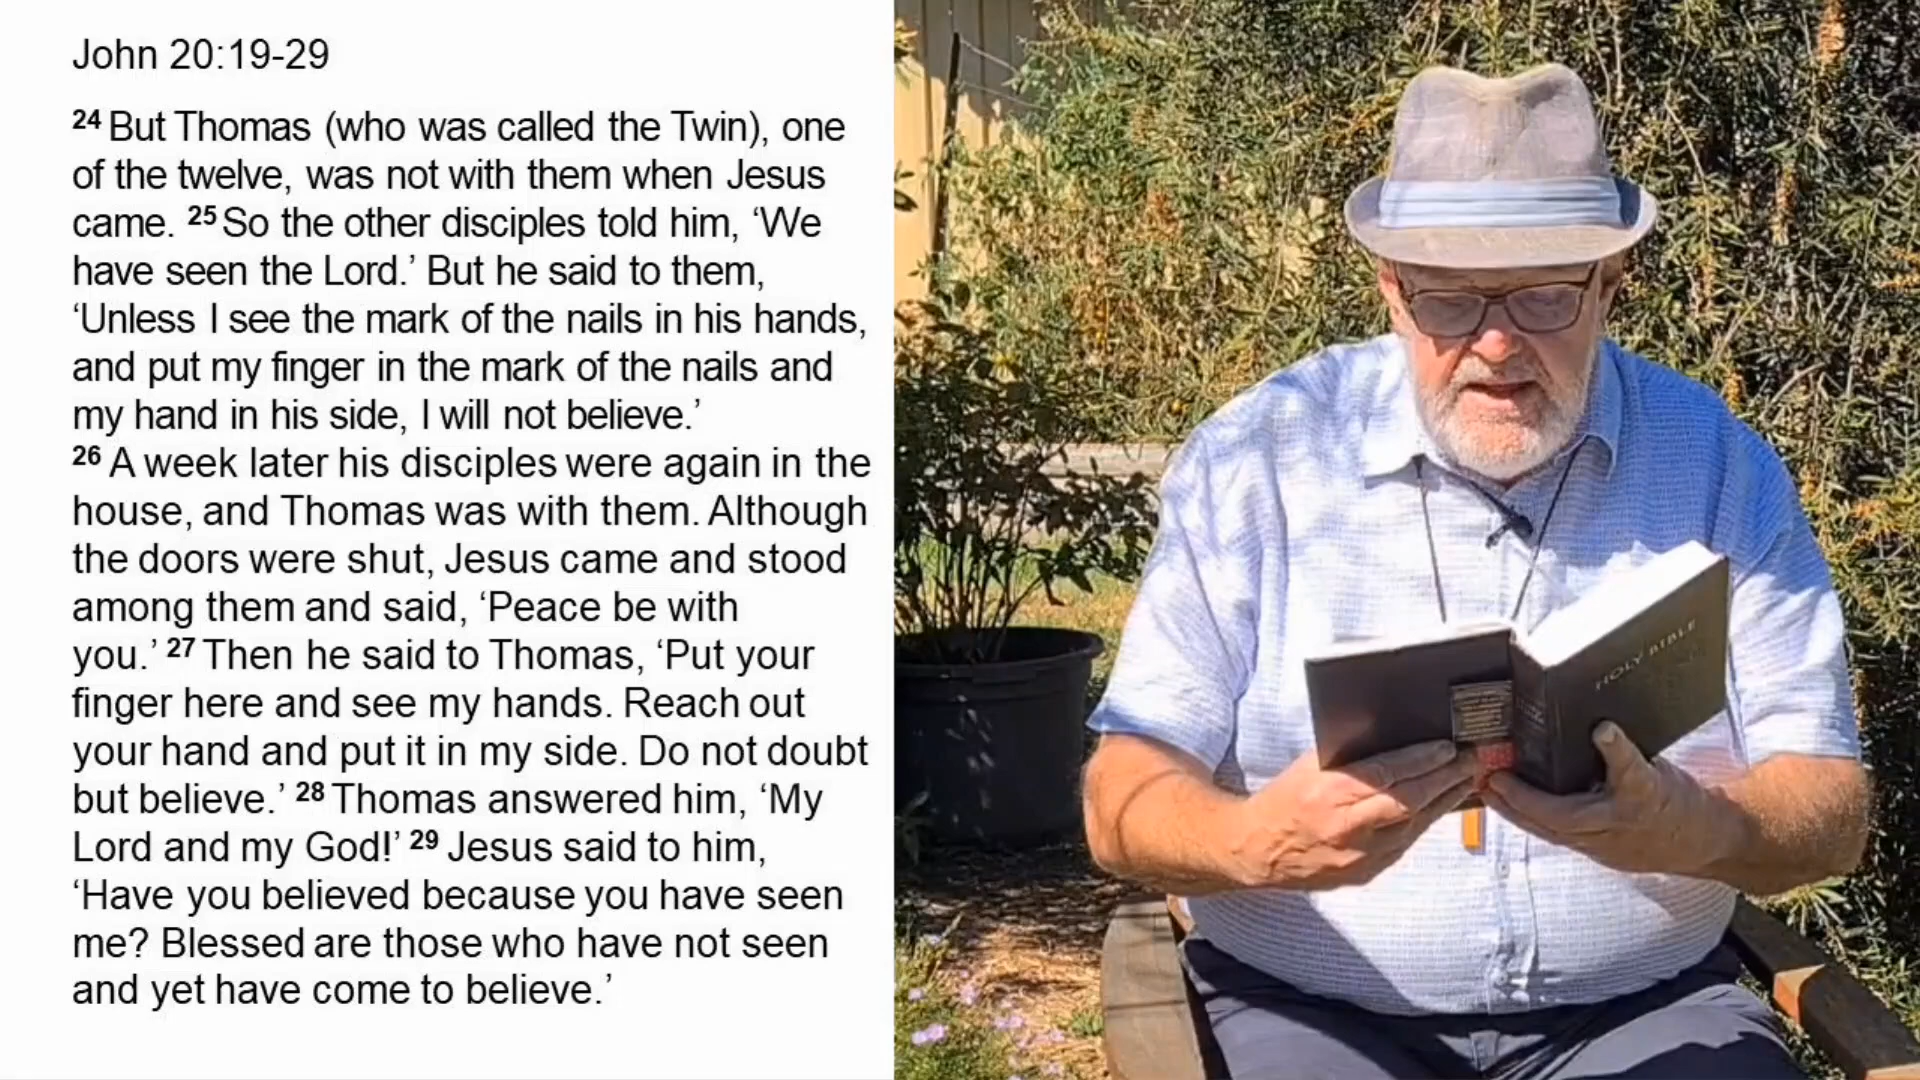 John 20:19-29
24 But Thomas (who was called the Twin), one
of the twelve, was not with them when Jesus
came. 25 So the other disciples told him, ‘We
have seen the Lord.’ But he said to them,
‘Unless I see the mark of the nails in his hands,
and put my finger in the mark of the nails and
my hand in his side, I will not believe.’
26 A week later his disciples were again in the
house, and Thomas was with them. Although
the doors were shut, Jesus came and stood
among them and said, ‘Peace be with
you.’ 27 Then he said to Thomas, ‘Put your
finger here and see my hands. Reach out
your hand and put it in my side. Do not doubt
but believe.’ 28 Thomas answered him, ‘My
Lord and my God!’ 29 Jesus said to him,
‘Have you believed because you have seen
me? Blessed are those who have not seen
and yet have come to believe.’
HOLY BIBLE